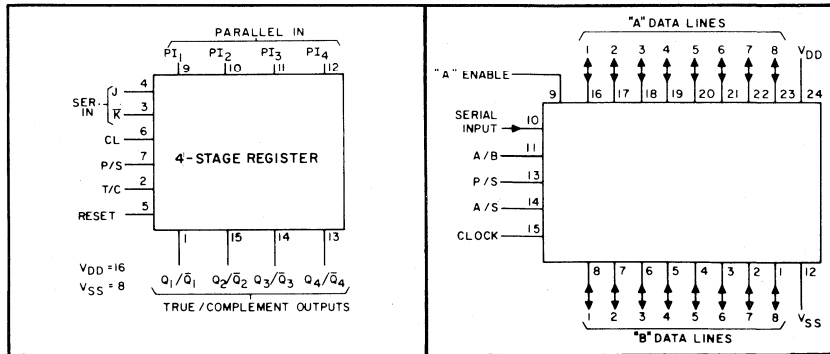 PARALLEL IN
PI1 PI2 PI3 PI4
9 10 11 12
4 J
SER. IN
3 K̅
CL 6
P/S 7
T/C 2
RESET 5
4-STAGE REGISTER
1 15 14 13
VDD = 16
VSS = 8
Q1/Q̅1 Q2/Q̅2 Q3/Q̅3 Q4/Q̅4
TRUE/COMPLEMENT OUTPUTS
"A" DATA LINES
1 2 3 4 5 6 7 8 VDD
"A" ENABLE
9 16 17 18 19 20 21 22 23 24
SERIAL INPUT 10
A/B 11
P/S 13
A/S 14
CLOCK 15
8 7 6 5 4 3 2 1 12
1 2 3 4 5 6 7 8 VSS
"B" DATA LINES